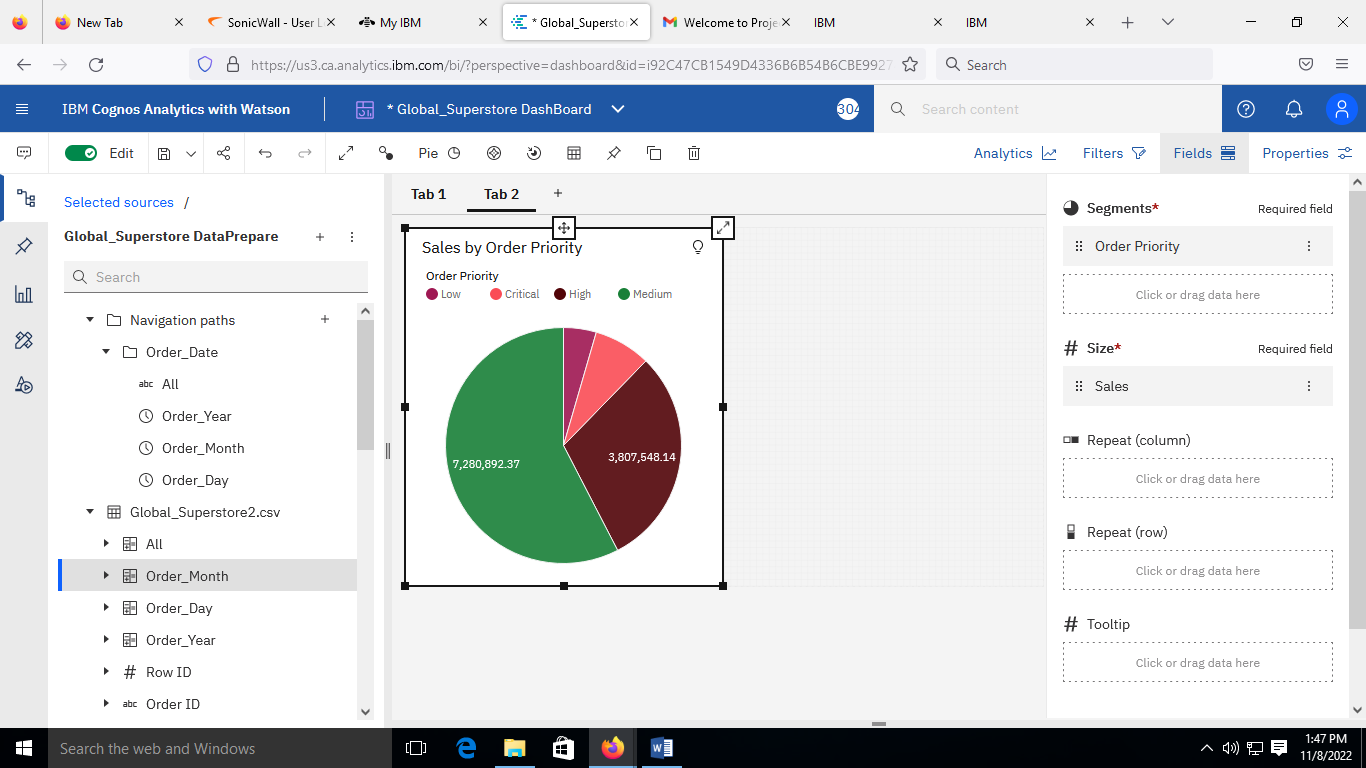 New Tab
SonicWall - User L
My IBM
* Global_Supersto
Welcome to Proje
IBM
IBM
https://us3.ca.analytics.ibm.com/bi/?perspective=dashboard&id=i92C47CB1549D4336B6B54B6CBE9927
Search
IBM Cognos Analytics with Watson
* Global_Superstore DashBoard
304
Search content
Edit
Pie
Analytics
Filters
Fields
Properties
Selected sources /
Global_Superstore DataPrepare
Search
Navigation paths
Order_Date
abc All
Order_Year
Order_Month
Order_Day
Global_Superstore2.csv
All
Order_Month
Order_Day
Order_Year
# Row ID
abc Order ID
Tab 1
Tab 2
Sales by Order Priority
Order Priority
Low Critical High Medium
7,280,892.37
3,807,548.14
Segments* Required field
Order Priority
Click or drag data here
# Size* Required field
Sales
Repeat (column)
Click or drag data here
Repeat (row)
Click or drag data here
# Tooltip
Click or drag data here
Search the web and Windows
1:47 PM
11/8/2022